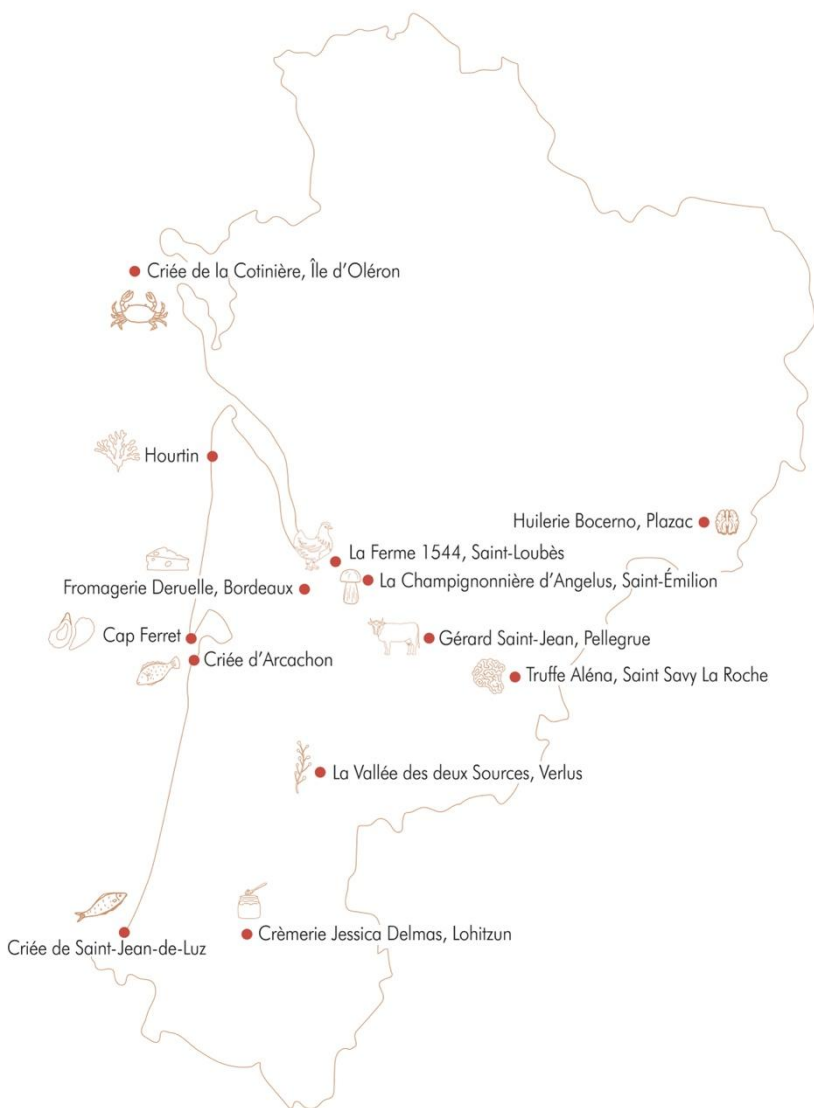 Criée de la Cotinière, Île d’Oléron
Hourtin
Huilerie Bocerno, Plazac
La Ferme 1544, Saint-Loubès
La Champignonnière d’Angelus, Saint-Émilion
Fromagerie Deruelle, Bordeaux
Cap Ferret
Gérard Saint-Jean, Pellegrue
Criée d’Arcachon
Truffe Aléna, Saint Savy La Roche
La Vallée des deux Sources, Verlus
Crèmerie Jessica Delmas, Lohitzun
Criée de Saint-Jean-de-Luz